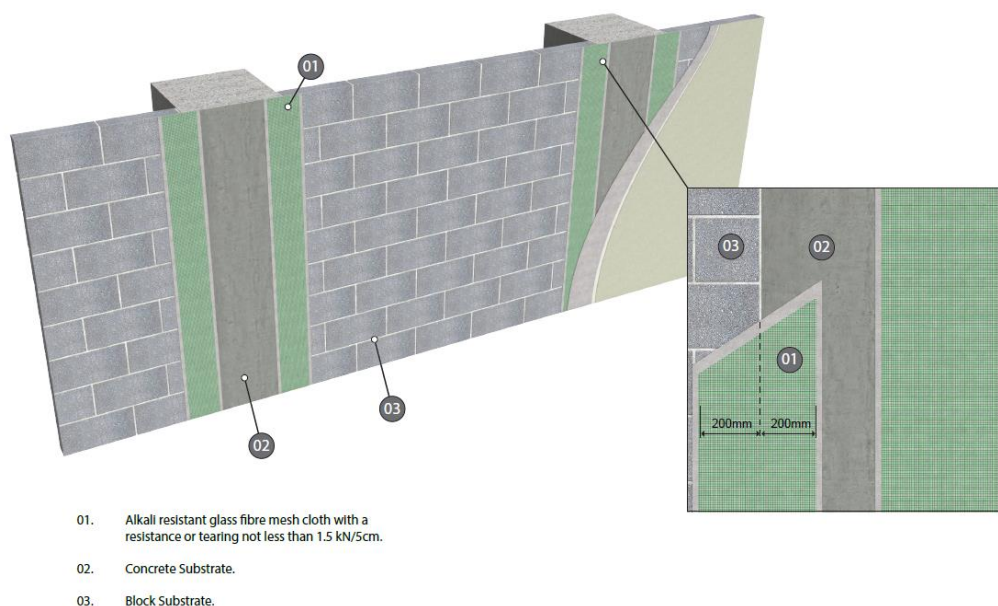 01
03
02
03
02
01
200mm 200mm
01. Alkali resistant glass fibre mesh cloth with a
resistance or tearing not less than 1.5 kN/5cm.
02. Concrete Substrate.
03. Block Substrate.